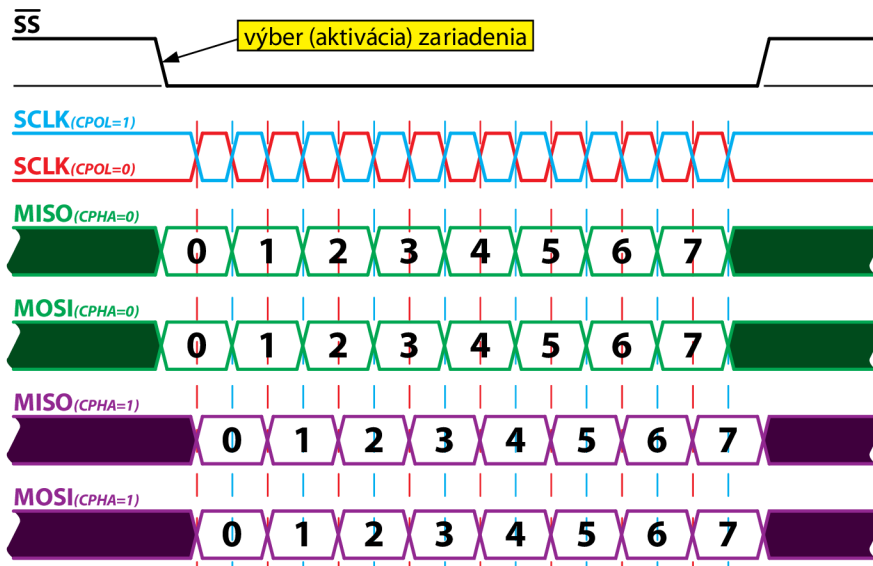 SS
výber (aktivácia) zariadenia
SCLK(CPOL=1)
SCLK(CPOL=0)
MISO(CPHA=0)
0 1 2 3 4 5 6 7
MOSI(CPHA=0)
0 1 2 3 4 5 6 7
MISO(CPHA=1)
0 1 2 3 4 5 6 7
MOSI(CPHA=1)
0 1 2 3 4 5 6 7